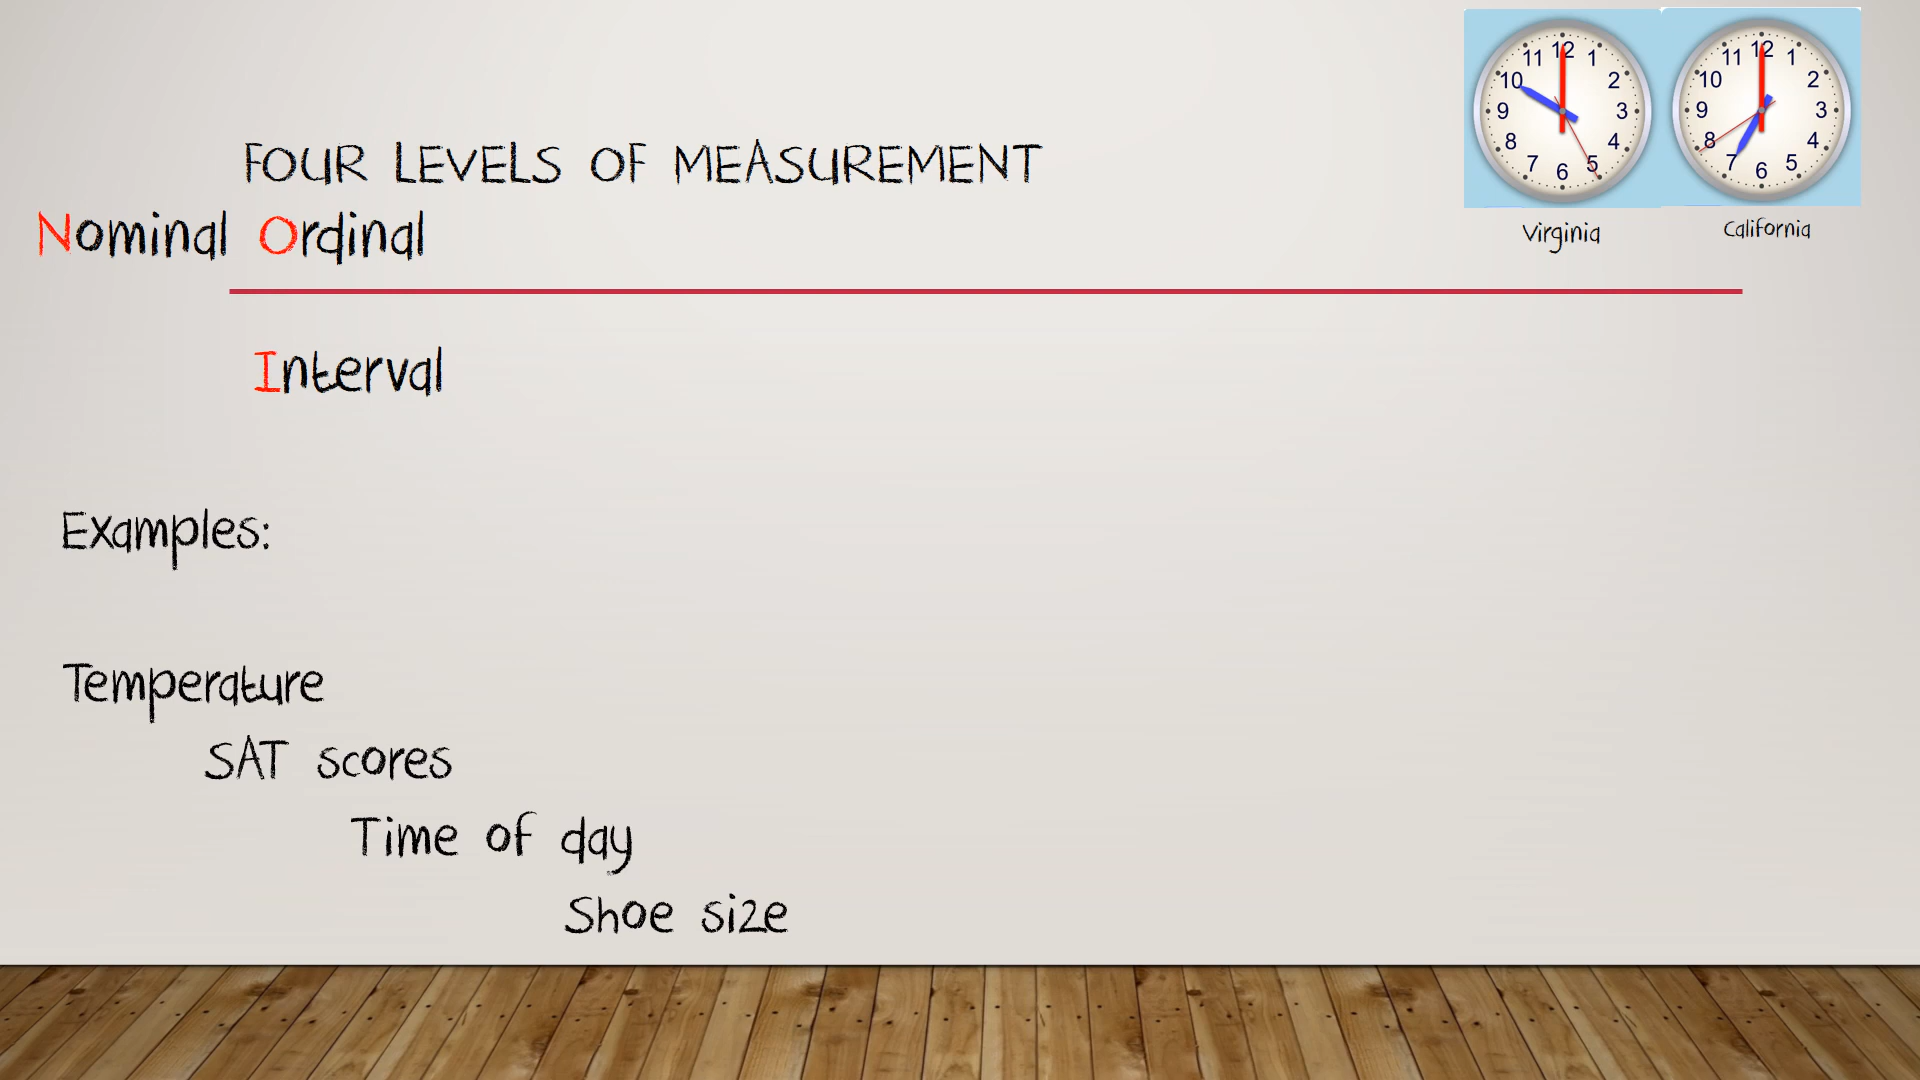 FOUR LEVELS OF MEASUREMENT
Nominal Ordinal
Interval
Examples:
Temperature
SAT scores
Time of day
Shoe size
12
1
2
3
4
5
6
7
8
9
10
11
Virginia
12
1
2
3
4
5
6
7
8
9
10
11
California